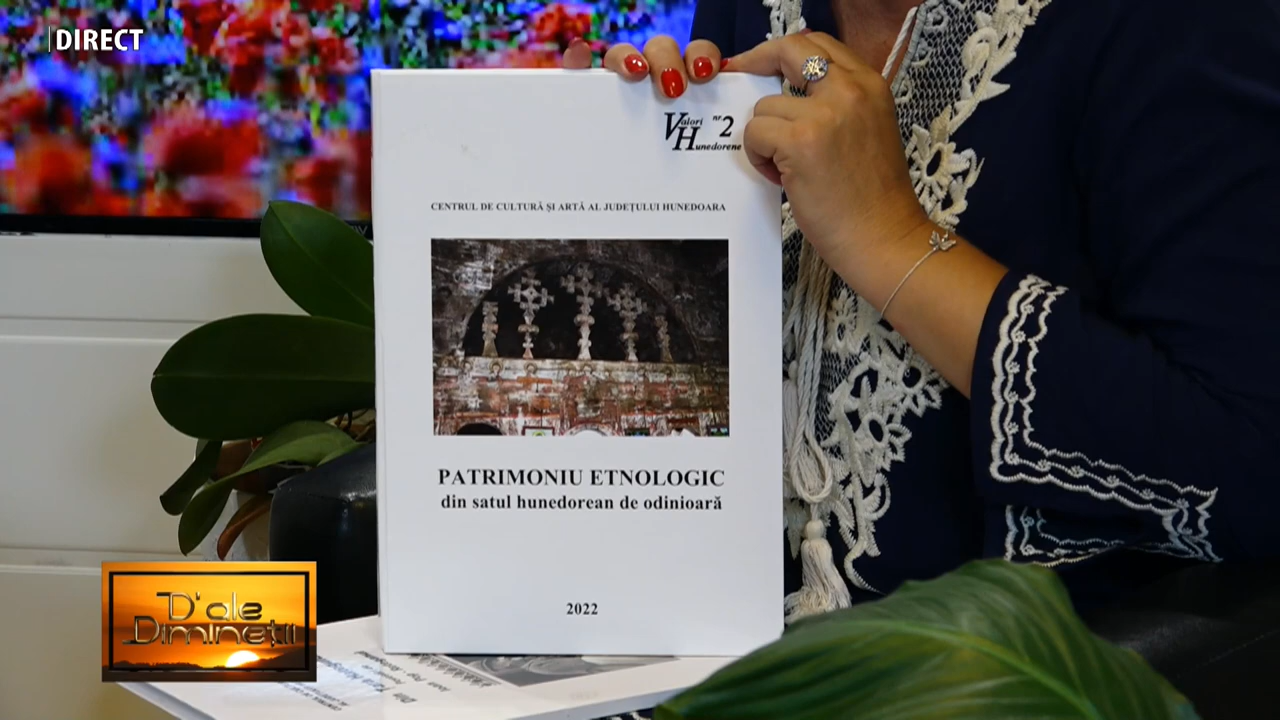 DIRECT
Valori nr. 2
Hunedorene
CENTRUL DE CULTURĂ ȘI ARTĂ AL JUDEȚULUI HUNEDOARA
PATRIMONIU ETNOLOGIC
din satul hunedorean de odinioară
2022
D'ale
Dimineții